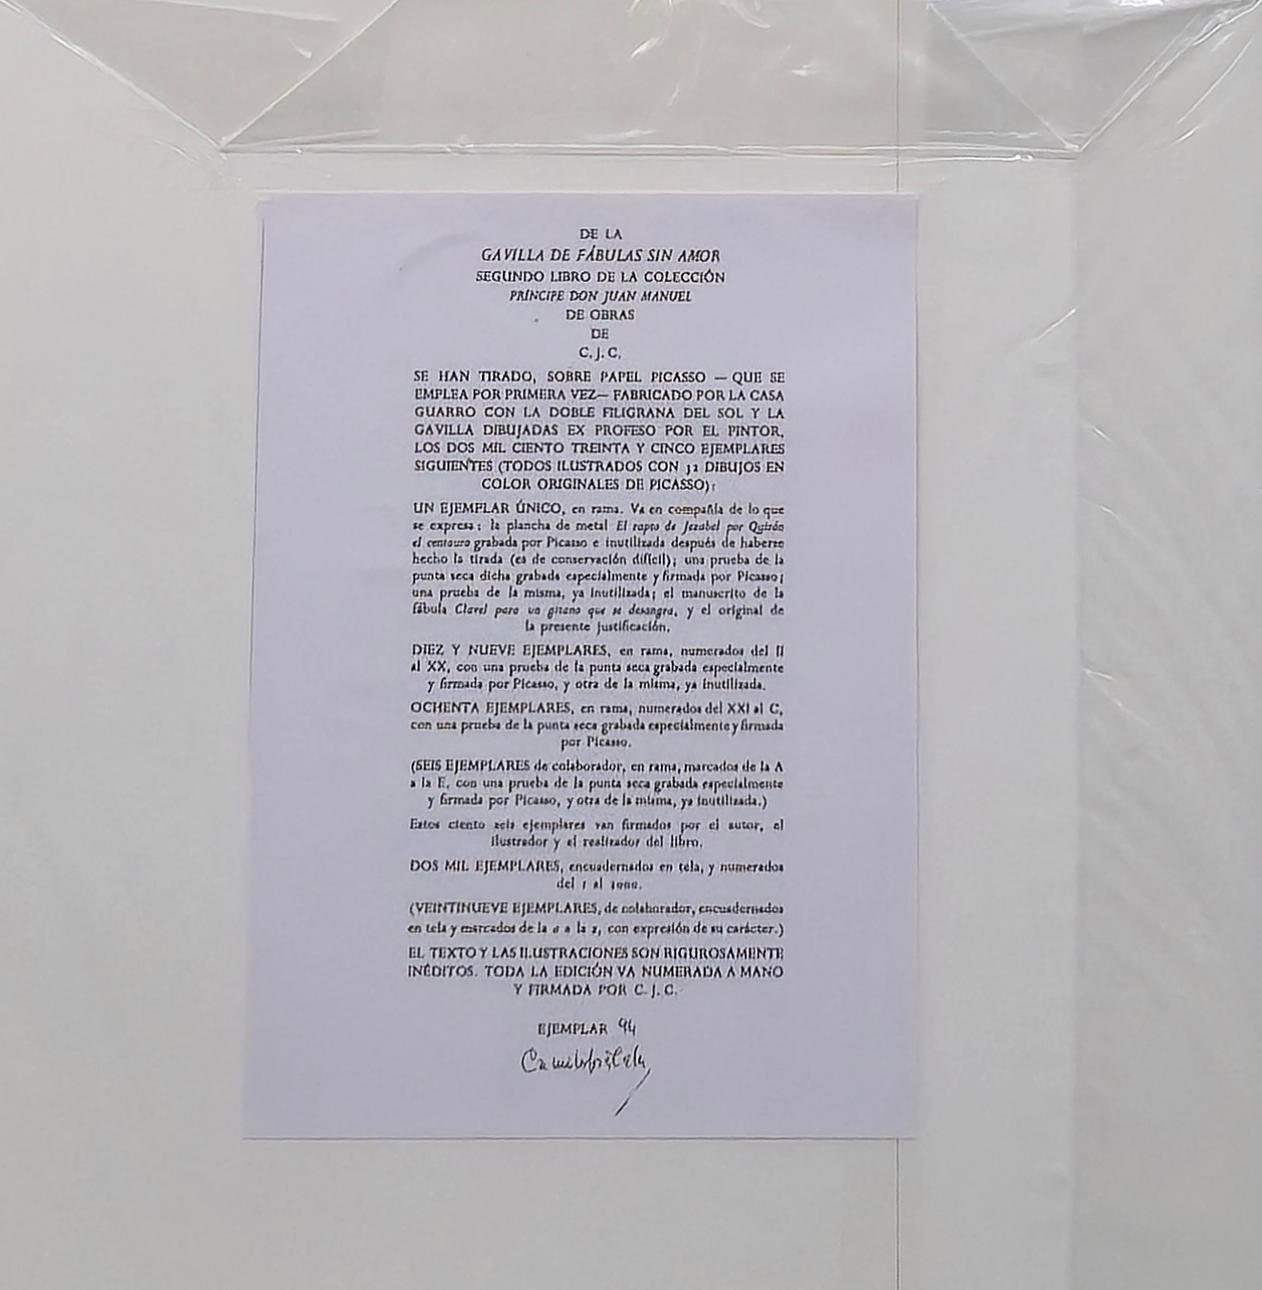 DE LA
GAVILLA DE FÁBULAS SIN AMOR
SEGUNDO LIBRO DE LA COLECCIÓN
PRÍNCIPE DON JUAN MANUEL
DE OBRAS
DE
C. J. C.
SE HAN TIRADO, SOBRE PAPEL PICASSO — QUE SE
EMPLEA POR PRIMERA VEZ— FABRICADO POR LA CASA
GUARRO CON LA DOBLE FILIGRANA DEL SOL Y LA
GAVILLA DIBUJADAS EX PROFESO POR EL PINTOR,
LOS DOS MIL CIENTO TREINTA Y CINCO EJEMPLARES
SIGUIENTES (TODOS ILUSTRADOS CON 32 DIBUJOS EN
COLOR ORIGINALES DE PICASSO):
UN EJEMPLAR ÚNICO, en rama. Va en compañía de lo que
se expresa: la plancha de metal El rapto de Jezabel por Quirón
el centauro grabada por Picasso e inutilizada después de haberse
hecho la tirada (es de conservación difícil); una prueba de la
punta seca dicha grabada especialmente y firmada por Picasso;
una prueba de la misma, ya inutilizada; el manuscrito de la
fábula Clavel para un gitano que se desangra, y el original de
la presente justificación.
DIEZ Y NUEVE EJEMPLARES, en rama, numerados del II
al XX, con una prueba de la punta seca grabada especialmente
y firmada por Picasso, y otra de la misma, ya inutilizada.
OCHENTA EJEMPLARES, en rama, numerados del XXI al C,
con una prueba de la punta seca grabada especialmente y firmada
por Picasso.
(SEIS EJEMPLARES de colaborador, en rama, marcados de la A
a la E, con una prueba de la punta seca grabada especialmente
y firmada por Picasso, y otra de la misma, ya inutilizada.)
Estos ciento seis ejemplares van firmados por el autor, el
ilustrador y el realizador del libro.
DOS MIL EJEMPLARES, encuadernados en tela, y numerados
del 1 al
(VEINTINUEVE EJEMPLARES, de colaborador, encuadernados
en tela y marcados de la a a la z, con expresión de su carácter.)
EL TEXTO Y LAS ILUSTRACIONES SON RIGUROSAMENTE
INÉDITOS. TODA LA EDICIÓN VA NUMERADA A MANO
Y FIRMADA POR C. J. C.
EJEMPLAR 94
Camilo José Cela